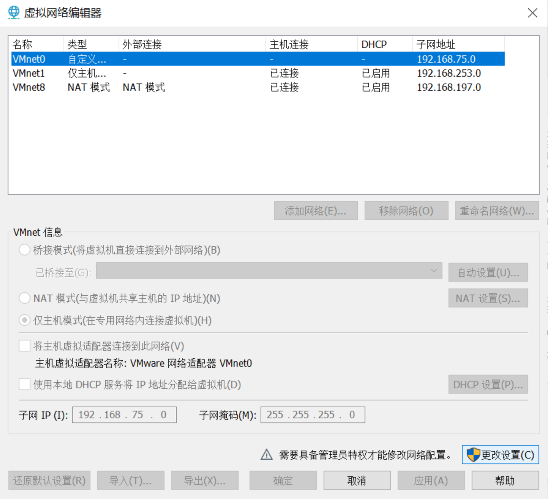 虚拟网络编辑器
名称 类型 外部连接 主机连接 DHCP 子网地址
VMnet0 自定义... - - - 192.168.75.0
VMnet1 仅主机... - 已连接 已启用 192.168.253.0
VMnet8 NAT 模式 NAT 模式 已连接 已启用 192.168.197.0
添加网络(E)... 移除网络(O) 重命名网络(W)...
VMnet 信息
桥接模式(将虚拟机直接连接到外部网络)(B)
已桥接至(G): 自动设置(U)...
NAT 模式(与虚拟机共享主机的 IP 地址)(N) NAT 设置(S)...
仅主机模式(在专用网络内连接虚拟机)(H)
将主机虚拟适配器连接到此网络(V)
主机虚拟适配器名称: VMware 网络适配器 VMnet0
使用本地 DHCP 服务将 IP 地址分配给虚拟机(D) DHCP 设置(P)...
子网 IP (I): 192 . 168 . 75 . 0 子网掩码(M): 255 . 255 . 255 . 0
需要具备管理员特权才能修改网络配置。 更改设置(C)
还原默认设置(R) 导入(T)... 导出(X)... 确定 取消 应用(A) 帮助